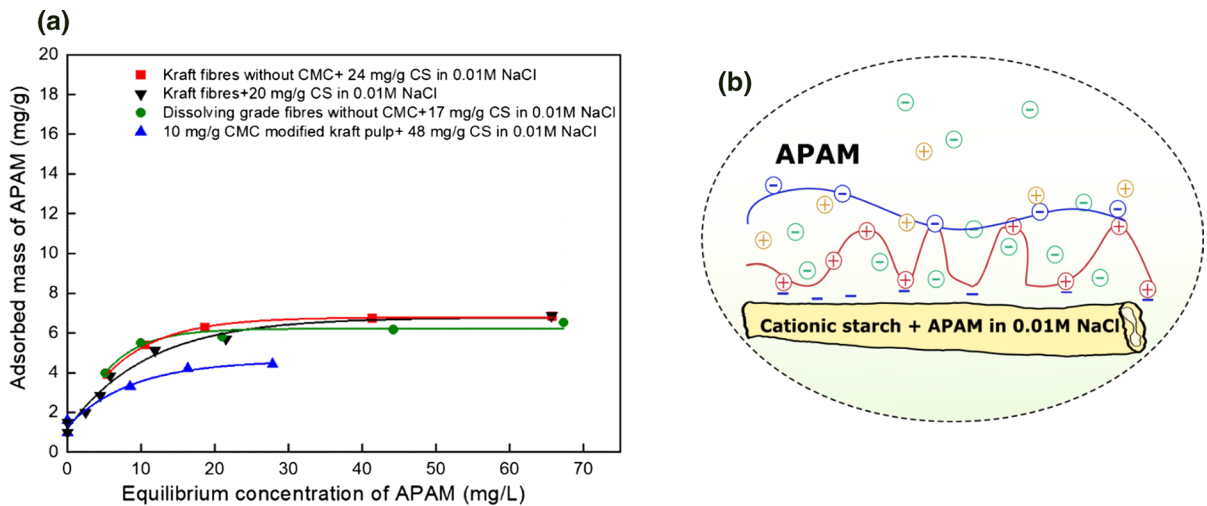 (a)
20
18
16
14
12
10
8
6
4
2
0
Adsorbed mass of APAM (mg/g)
Kraft fibres without CMC+ 24 mg/g CS in 0.01M NaCl
Kraft fibres+20 mg/g CS in 0.01M NaCl
Dissolving grade fibres without CMC+17 mg/g CS in 0.01M NaCl
10 mg/g CMC modified kraft pulp+ 48 mg/g CS in 0.01M NaCl
0 10 20 30 40 50 60 70
Equilibrium concentration of APAM (mg/L)
(b)
APAM
Cationic starch + APAM in 0.01M NaCl